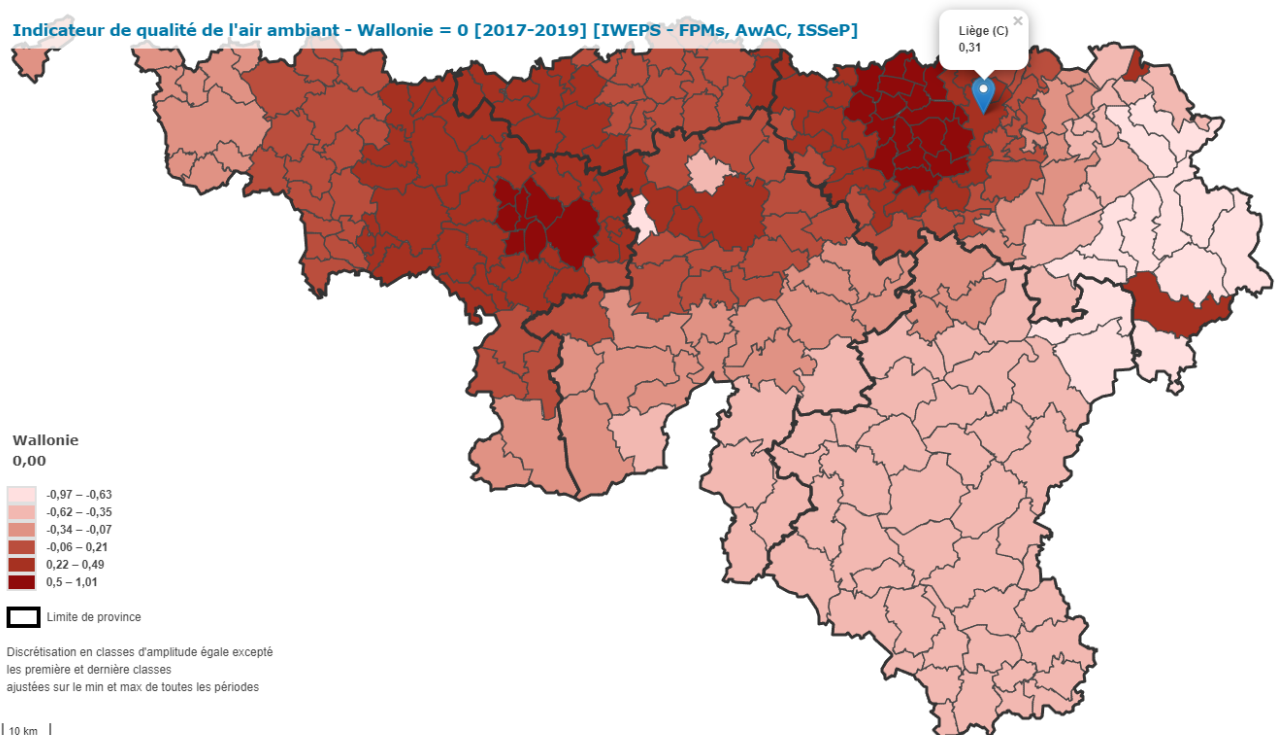 Indicateur de qualité de l'air ambiant - Wallonie = 0 [2017-2019] [IWEPS - FPMs, AwAC, ISSeP]
Liège (C)
0,31
×
Wallonie
0,00
-0,97 – -0,63
-0,62 – -0,35
-0,34 – -0,07
-0,06 – 0,21
0,22 – 0,49
0,5 – 1,01
Limite de province
Discrétisation en classes d'amplitude égale excepté
les première et dernière classes
ajustées sur le min et max de toutes les périodes
10 km